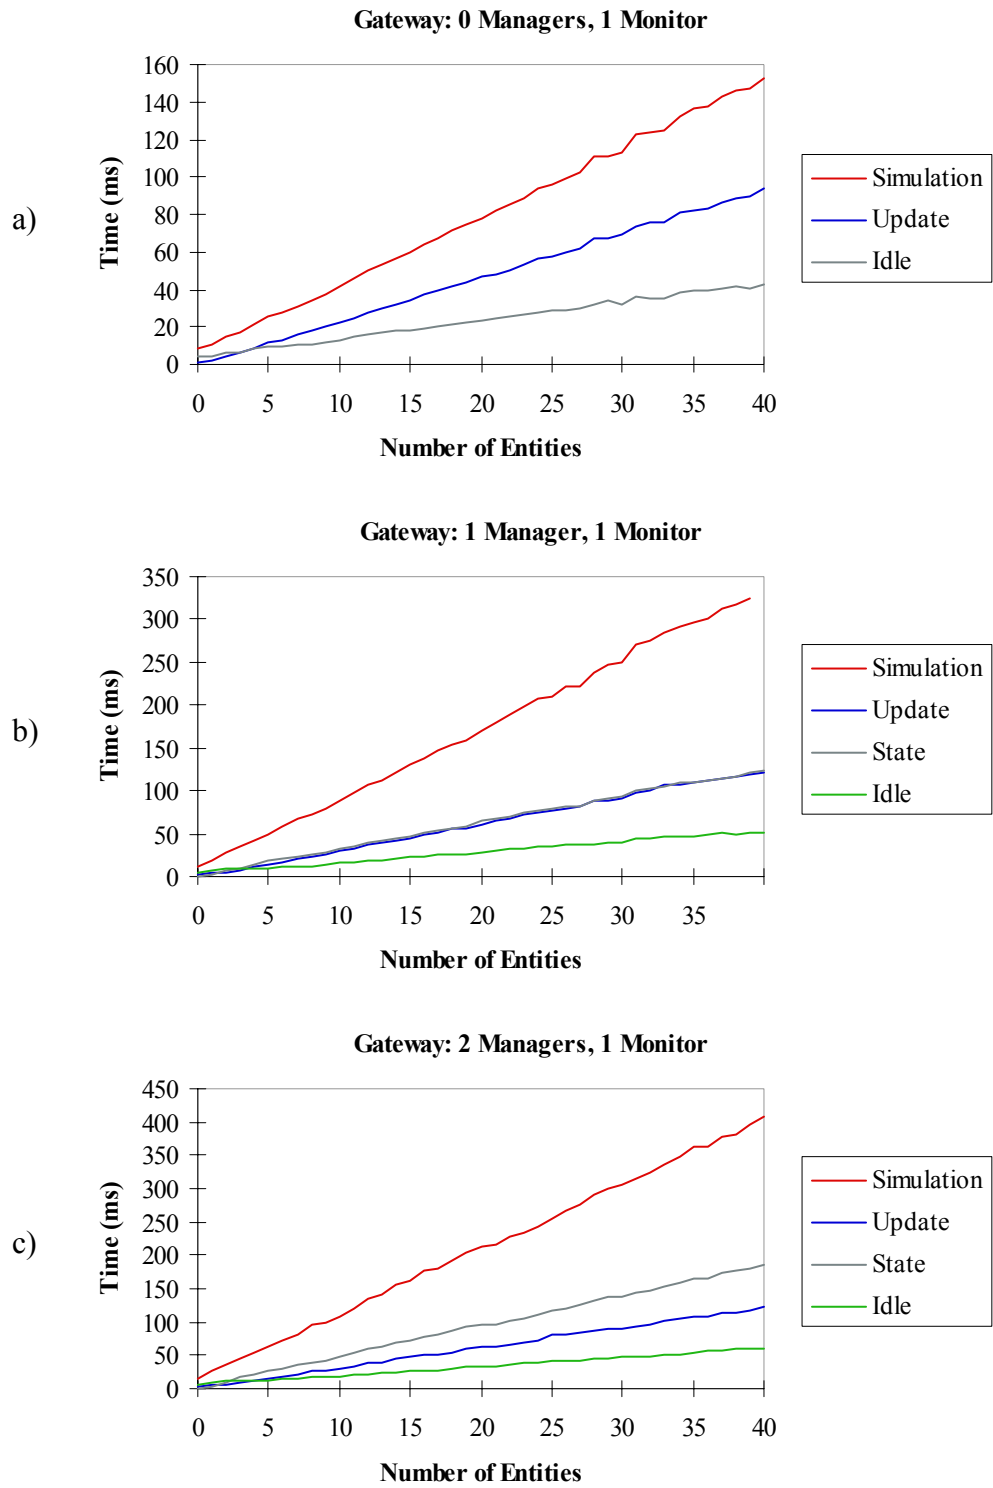 Gateway: 0 Managers, 1 Monitor
a)
Time (ms)
160
140
120
100
80
60
40
20
0
0 5 10 15 20 25 30 35 40
Number of Entities
Simulation
Update
Idle
Gateway: 1 Manager, 1 Monitor
b)
Time (ms)
350
300
250
200
150
100
50
0
0 5 10 15 20 25 30 35
Number of Entities
Simulation
Update
State
Idle
Gateway: 2 Managers, 1 Monitor
c)
Time (ms)
450
400
350
300
250
200
150
100
50
0
0 5 10 15 20 25 30 35 40
Number of Entities
Simulation
Update
State
Idle